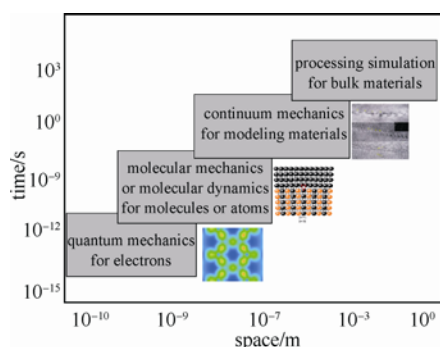 time/s
10³
10⁰
10⁻⁹
10⁻¹²
10⁻¹⁵
processing simulation
for bulk materials
continuum mechanics
for modeling materials
molecular mechanics
or molecular dynamics
for molecules or atoms
quantum mechanics
for electrons
10⁻¹⁰
10⁻⁹
10⁻⁷
10⁻³
10⁰
space/m